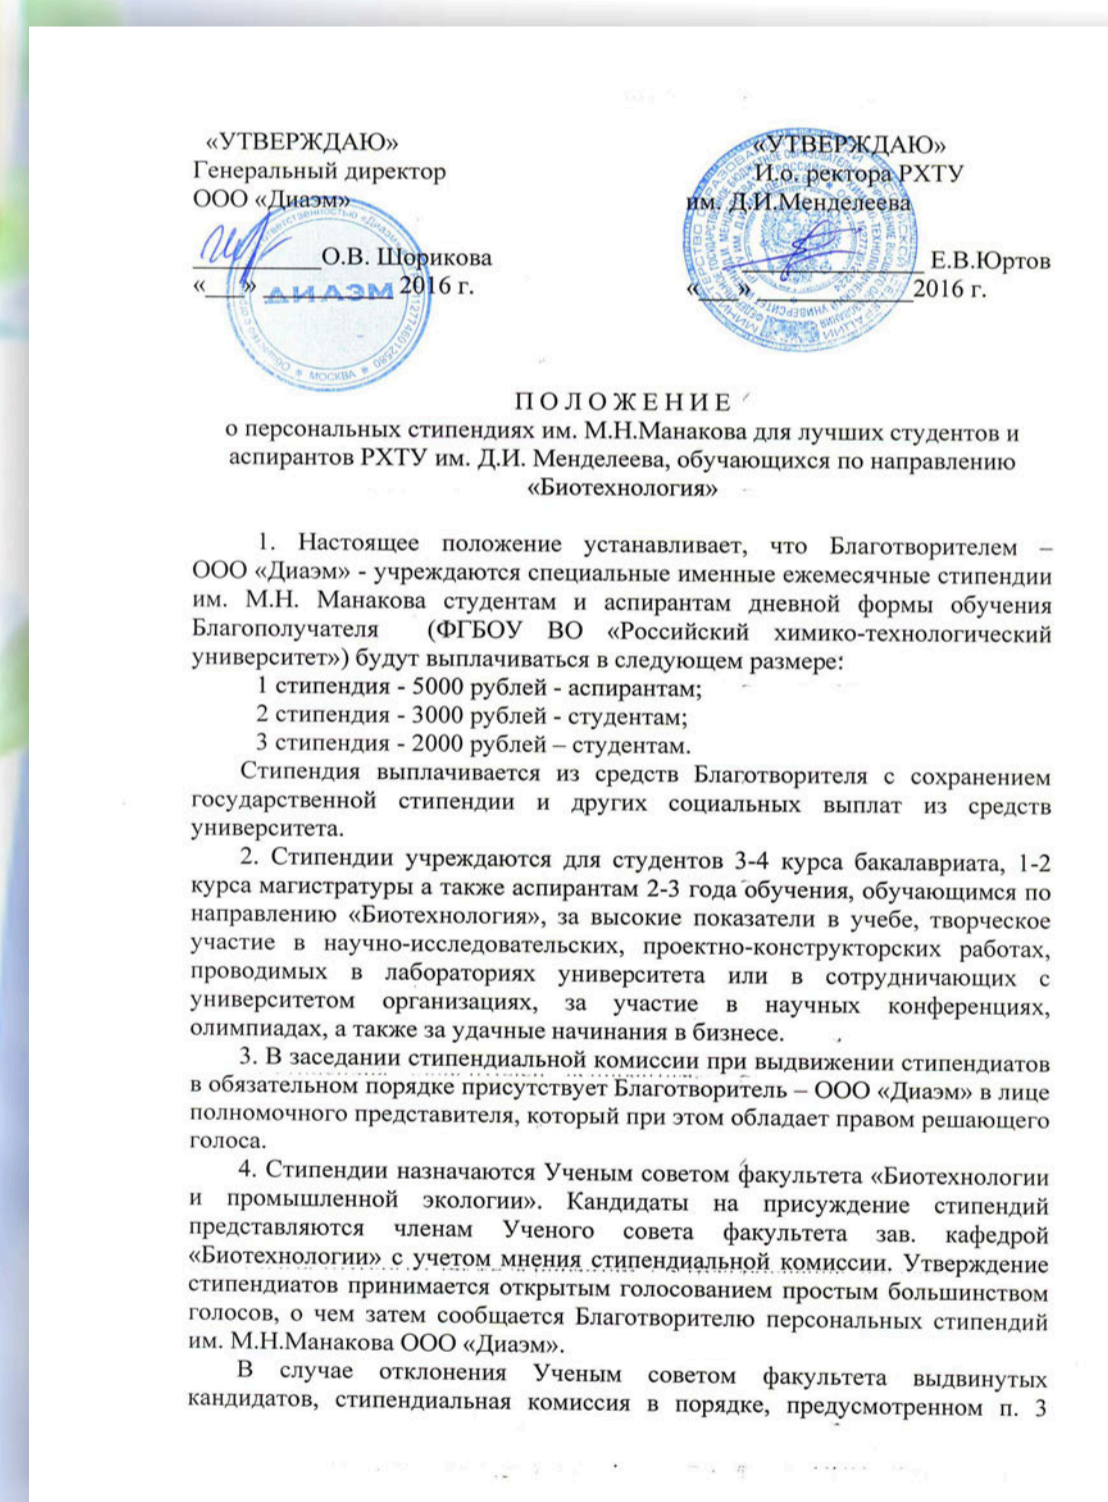 «УТВЕРЖДАЮ»
Генеральный директор
ООО «Диаэм»
____________О.В. Шорикова
«___» __________ 2016 г.
«УТВЕРЖДАЮ»
И.о. ректора РХТУ
им. Д.И.Менделеева
______________ Е.В.Юртов
«___» ____________2016 г.
ДИАЭМ
МОСКВА
П О Л О Ж Е Н И Е
о персональных стипендиях им. М.Н.Манакова для лучших студентов и
аспирантов РХТУ им. Д.И. Менделеева, обучающихся по направлению
«Биотехнология»
1. Настоящее положение устанавливает, что Благотворителем –
ООО «Диаэм» - учреждаются специальные именные ежемесячные стипендии
им. М.Н. Манакова студентам и аспирантам дневной формы обучения
Благополучателя (ФГБОУ ВО «Российский химико-технологический
университет») будут выплачиваться в следующем размере:
1 стипендия - 5000 рублей - аспирантам;
2 стипендия - 3000 рублей - студентам;
3 стипендия - 2000 рублей – студентам.
Стипендия выплачивается из средств Благотворителя с сохранением
государственной стипендии и других социальных выплат из средств
университета.
2. Стипендии учреждаются для студентов 3-4 курса бакалавриата, 1-2
курса магистратуры а также аспирантам 2-3 года обучения, обучающимся по
направлению «Биотехнология», за высокие показатели в учебе, творческое
участие в научно-исследовательских, проектно-конструкторских работах,
проводимых в лабораториях университета или в сотрудничающих с
университетом организациях, за участие в научных конференциях,
олимпиадах, а также за удачные начинания в бизнесе.
3. В заседании стипендиальной комиссии при выдвижении стипендиатов
в обязательном порядке присутствует Благотворитель – ООО «Диаэм» в лице
полномочного представителя, который при этом обладает правом решающего
голоса.
4. Стипендии назначаются Ученым советом факультета «Биотехнологии
и промышленной экологии». Кандидаты на присуждение стипендий
представляются членам Ученого совета факультета зав. кафедрой
«Биотехнологии» с учетом мнения стипендиальной комиссии. Утверждение
стипендиатов принимается открытым голосованием простым большинством
голосов, о чем затем сообщается Благотворителю персональных стипендий
им. М.Н.Манакова ООО «Диаэм».
В случае отклонения Ученым советом факультета выдвинутых
кандидатов, стипендиальная комиссия в порядке, предусмотренном п. 3